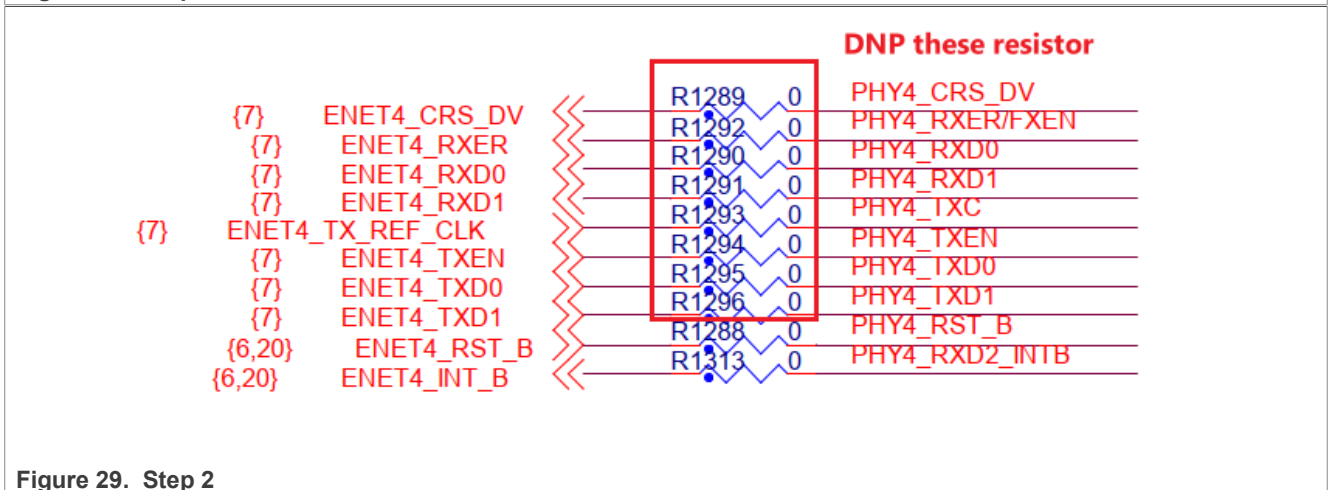 DNP these resistor
{7} ENET4_CRS_DV R1289 0 PHY4_CRS_DV
{7} ENET4_RXER R1292 0 PHY4_RXER/FXEN
{7} ENET4_RXD0 R1290 0 PHY4_RXD0
{7} ENET4_RXD1 R1291 0 PHY4_RXD1
{7} ENET4_TX_REF_CLK R1293 0 PHY4_TXC
{7} ENET4_TXEN R1294 0 PHY4_TXEN
{7} ENET4_TXD0 R1295 0 PHY4_TXD0
{7} ENET4_TXD1 R1296 0 PHY4_TXD1
{6,20} ENET4_RST_B R1288 0 PHY4_RST_B
{6,20} ENET4_INT_B R1313 0 PHY4_RXD2_INTB
Figure 29. Step 2